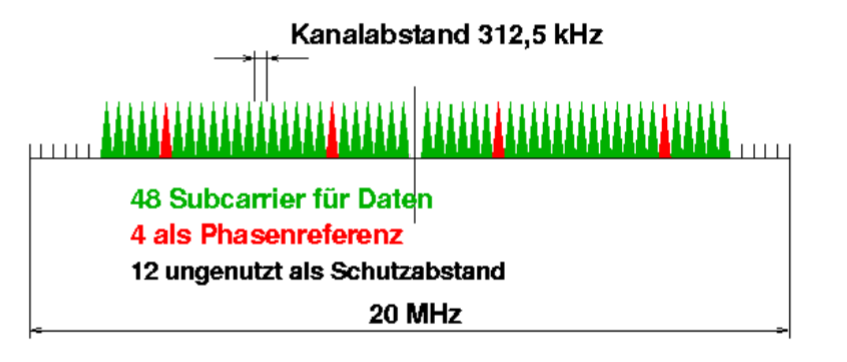 Kanalabstand 312,5 kHz
48 Subcarrier für Daten
4 als Phasenreferenz
12 ungenutzt als Schutzabstand
20 MHz